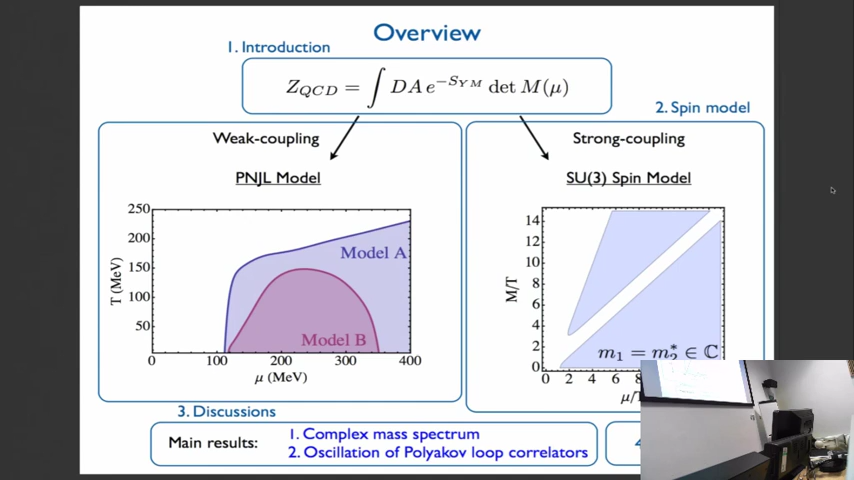 Overview
1. Introduction
Z_{QCD} = ∫ DA e^{-S_{YM}} det M(μ)
2. Spin model
Weak-coupling
Strong-coupling
PNJL Model
SU(3) Spin Model
250
200
150
100
50
T (MeV)
Model A
Model B
0 100 200 300 400
μ (MeV)
14
12
10
8
6
4
2
0
M/T
m₁ = m₂* ∈ ℂ
0 2 4 6 8
3. Discussions
Main results:
1. Complex mass spectrum
2. Oscillation of Polyakov loop correlators